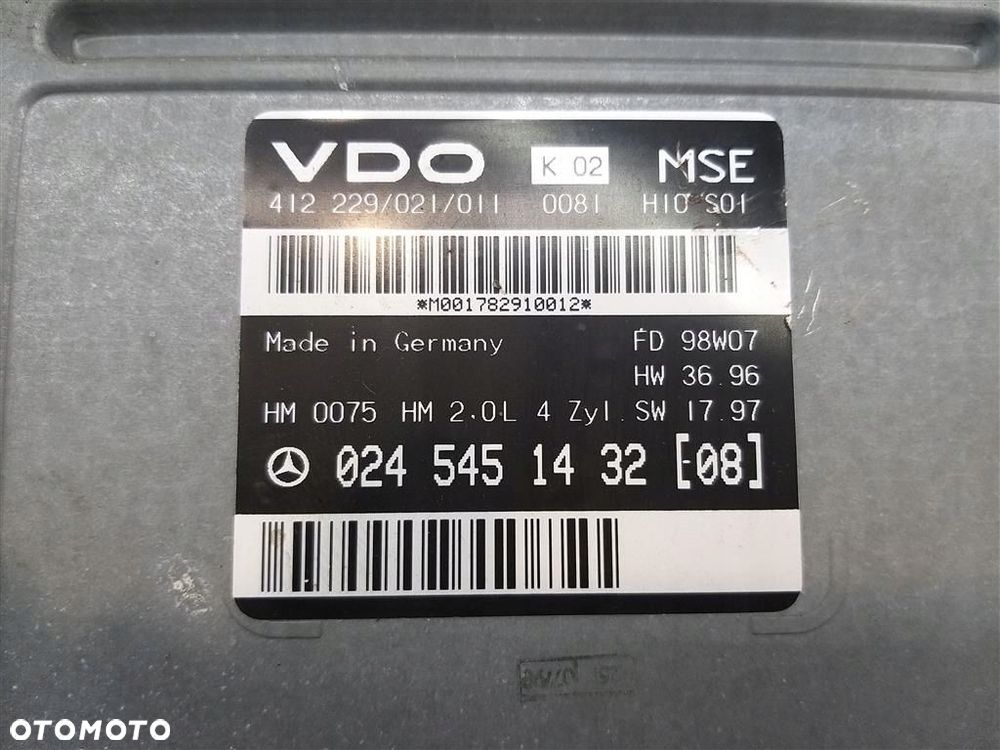 VDO K 02 MSE
412 229/021/011 0081 H10 S01
*M001782910012*
Made in Germany FD 98W07
HW 36.96
HM 0075 HM 2.0L 4 Zyl. SW 17.97
024 545 14 32 [E08]
OTOMOTO